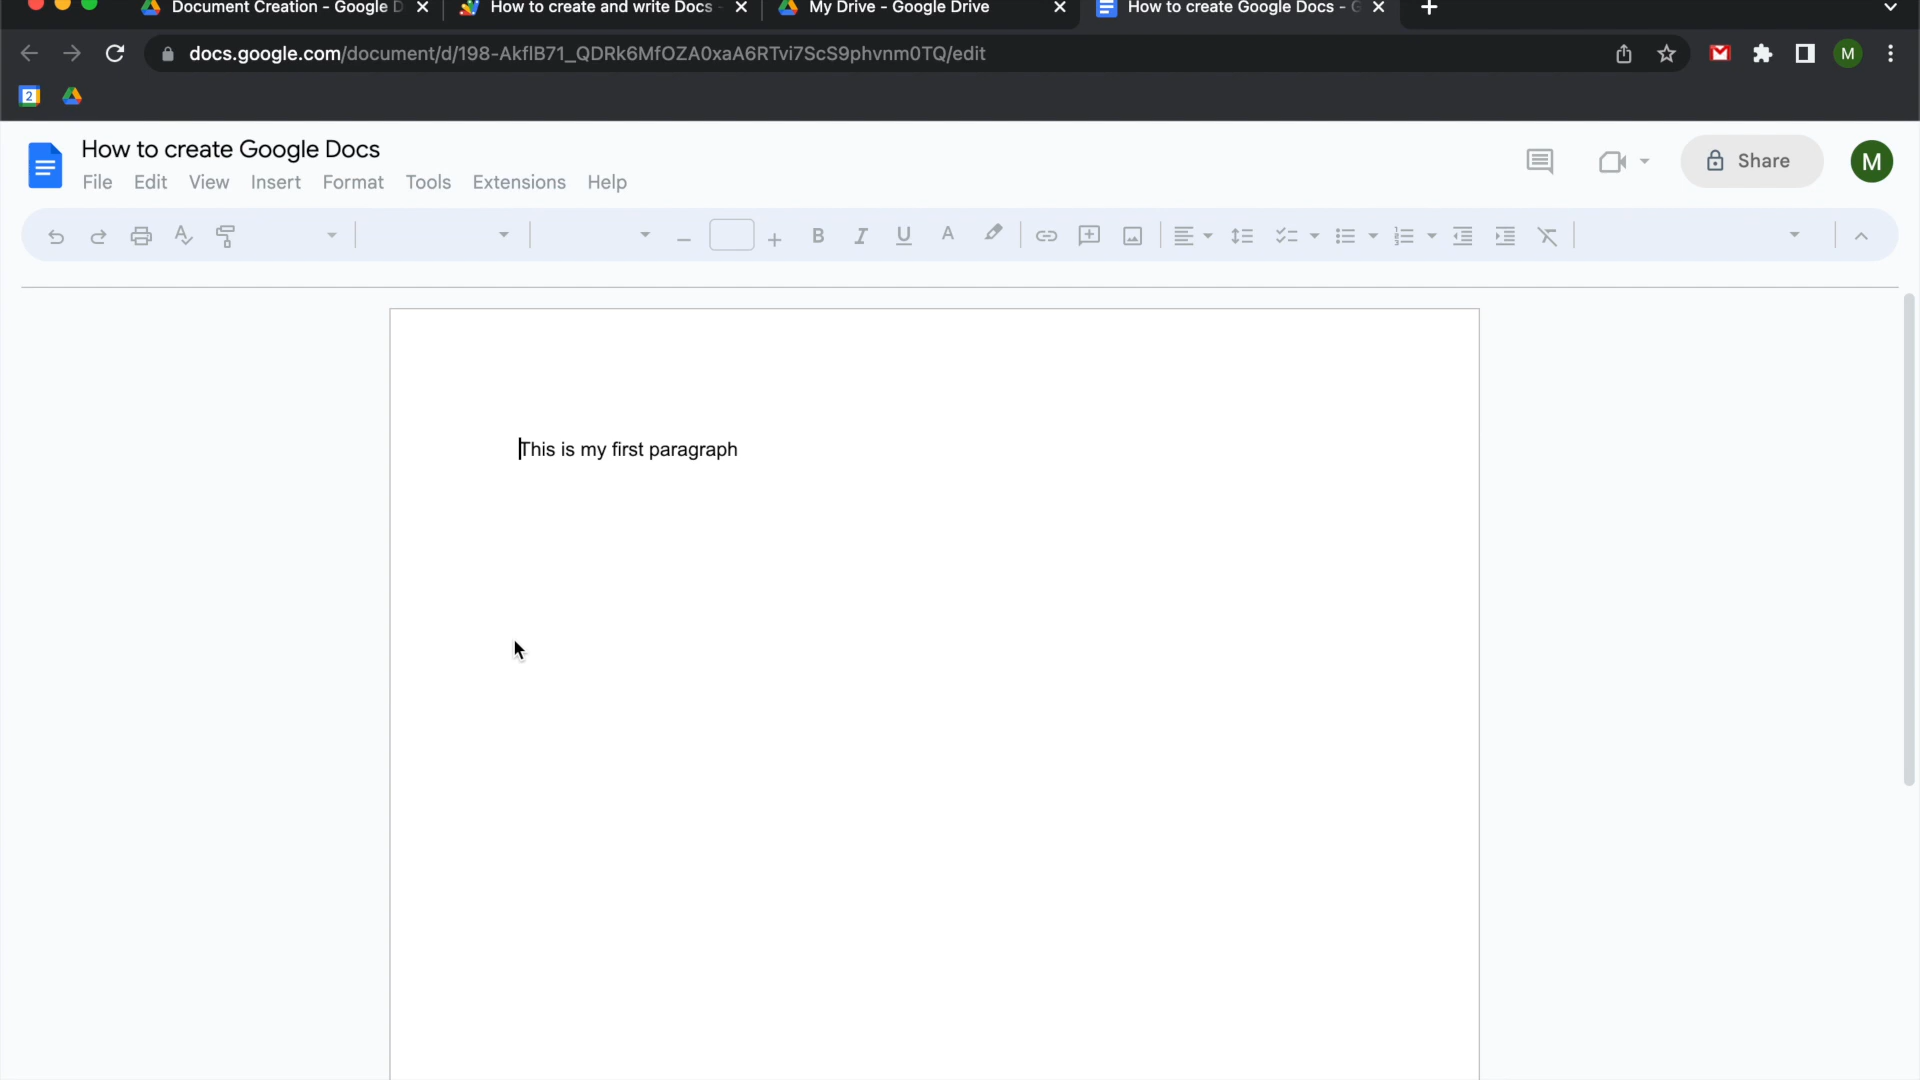 Document Creation - Google D
How to create and write Docs -
My Drive - Google Drive
How to create Google Docs - G
docs.google.com/document/d/198-AkflB71_QDRk6MfOZA0xaA6RTvi7ScS9phvnm0TQ/edit
M
2
How to create Google Docs
File Edit View Insert Format Tools Extensions Help
Share
M
This is my first paragraph